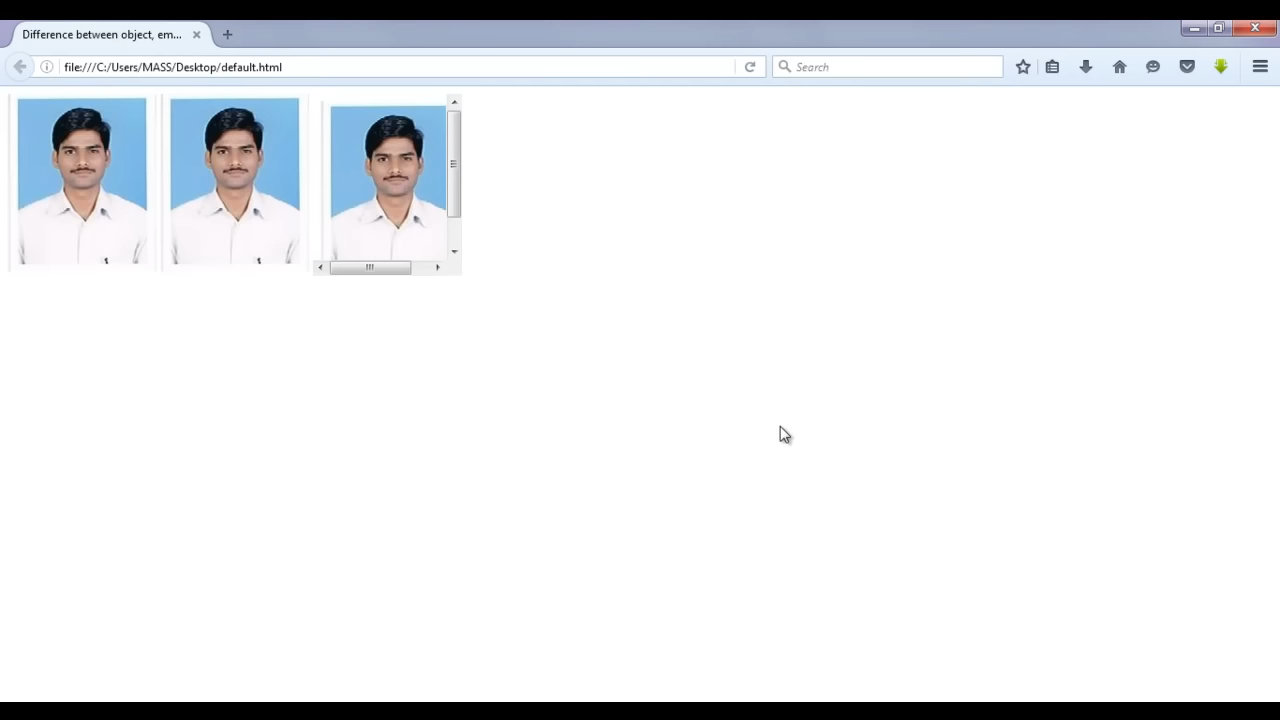 Difference between object, em...
file:///C:/Users/MASS/Desktop/default.html
Search